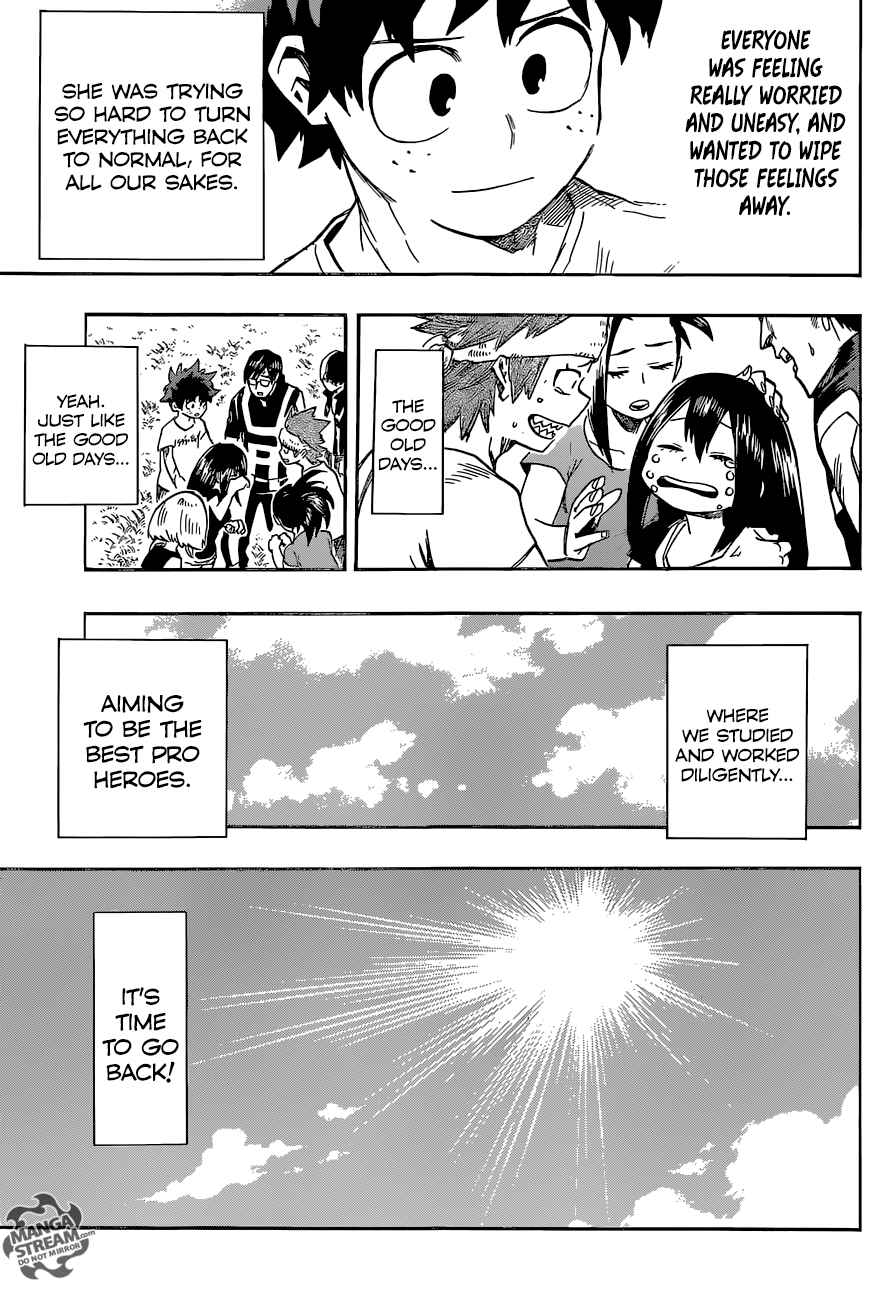 EVERYONE
WAS FEELING
REALLY WORRIED
AND UNEASY, AND
WANTED TO WIPE
THOSE FEELINGS
AWAY.
SHE WAS TRYING
SO HARD TO TURN
EVERYTHING BACK
TO NORMAL, FOR
ALL OUR SAKES.
THE
GOOD
OLD
DAYS...
YEAH.
JUST LIKE
THE GOOD
OLD DAYS...
WHERE
WE STUDIED
AND WORKED
DILIGENTLY...
AIMING
TO BE THE
BEST PRO
HEROES.
IT'S
TIME
TO GO
BACK!
MANGA
STREAM.com
DO NOT MIRROR